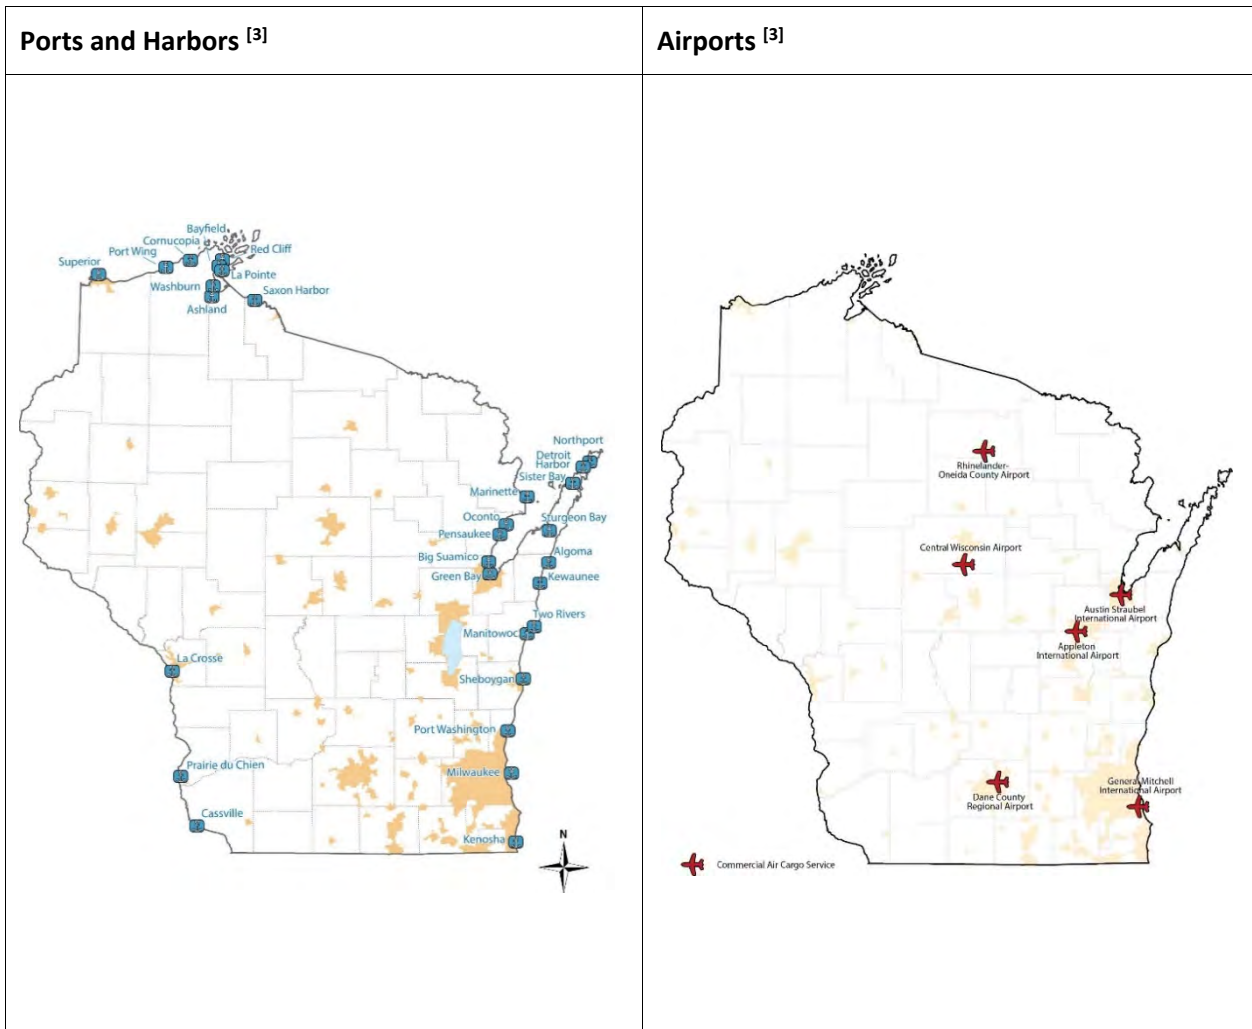 Ports and Harbors [3]
Airports [3]
Bayfield
Cornucopia
Red Cliff
Port Wing
Superior
La Pointe
Washburn
Saxon Harbor
Ashland
Northport
Detroit
Harbor
Sister Bay
Marinette
Oconto
Sturgeon Bay
Pensaukee
Algoma
Big Suamico
Green Bay
Kewaunee
Two Rivers
Manitowoc
La Crosse
Sheboygan
Port Washington
Prairie du Chien
Milwaukee
Cassville
Kenosha
N
Rhinelander-
Oneida County Airport
Central Wisconsin Airport
Austin Straubel
International Airport
Appleton
International Airport
General Mitchell
International Airport
Dane County
Regional Airport
Commercial Air Cargo Service